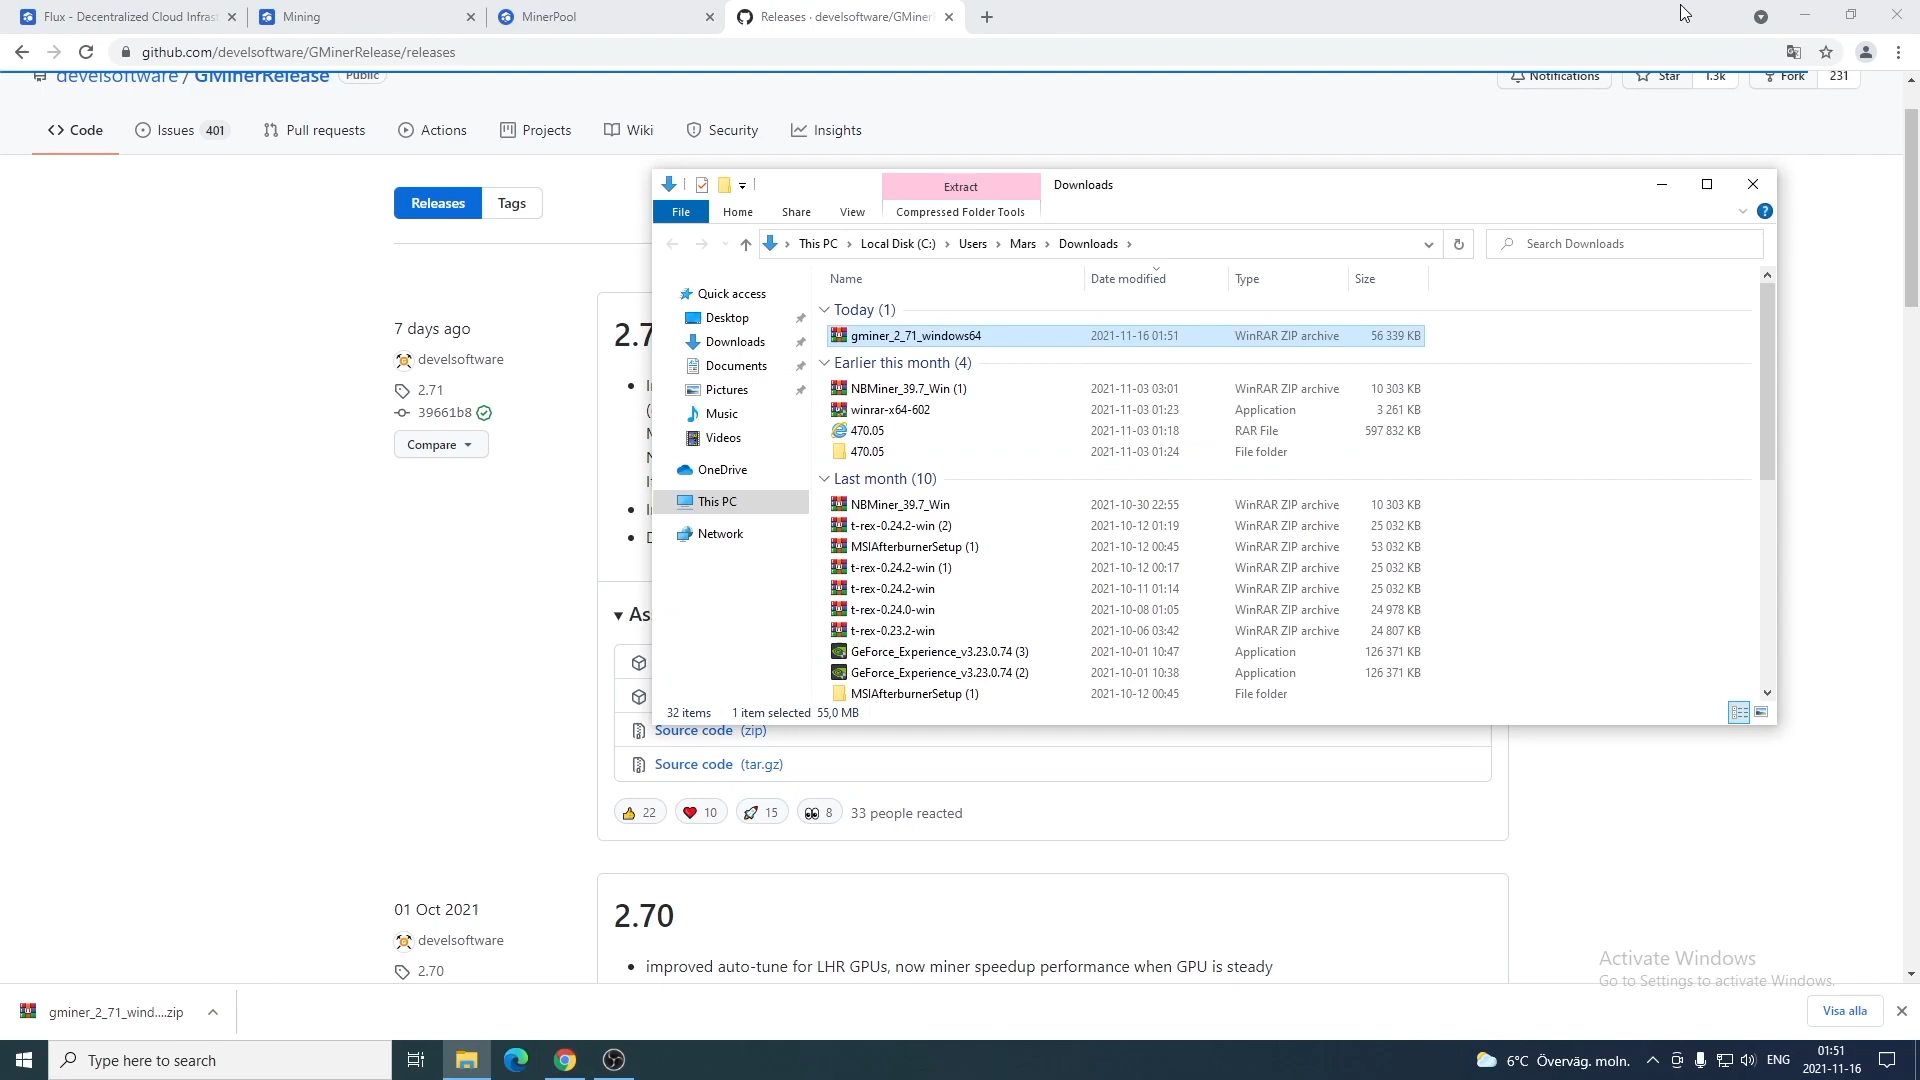 Flux - Decentralized Cloud Infras
Mining
MinerPool
Releases · develsoftware/GMiner
github.com/develsoftware/GMinerRelease/releases
develsoftware / GMinerRelease Public
Notifications
Star 1.3k
Fork 231
Code
Issues 401
Pull requests
Actions
Projects
Wiki
Security
Insights
Releases
Tags
7 days ago
develsoftware
2.71
39661b8
Compare
2.7
As
Extract
Downloads
File
Home
Share
View
Compressed Folder Tools
This PC › Local Disk (C:) › Users › Mars › Downloads ›
Search Downloads
Quick access
Desktop
Downloads
Documents
Pictures
Music
Videos
OneDrive
This PC
Network
Name Date modified Type Size
Today (1)
gminer_2_71_windows64 2021-11-16 01:51 WinRAR ZIP archive 56 339 KB
Earlier this month (4)
NBMiner_39.7_Win (1) 2021-11-03 03:01 WinRAR ZIP archive 10 303 KB
winrar-x64-602 2021-11-03 01:23 Application 3 261 KB
470.05 2021-11-03 01:18 RAR File 597 832 KB
470.05 2021-11-03 01:24 File folder
Last month (10)
NBMiner_39.7_Win 2021-10-30 22:55 WinRAR ZIP archive 10 303 KB
t-rex-0.24.2-win (2) 2021-10-12 01:19 WinRAR ZIP archive 25 032 KB
MSIAfterburnerSetup (1) 2021-10-12 00:45 WinRAR ZIP archive 53 032 KB
t-rex-0.24.2-win (1) 2021-10-12 00:17 WinRAR ZIP archive 25 032 KB
t-rex-0.24.2-win 2021-10-11 01:14 WinRAR ZIP archive 25 032 KB
t-rex-0.24.0-win 2021-10-08 01:05 WinRAR ZIP archive 24 978 KB
t-rex-0.23.2-win 2021-10-06 03:42 WinRAR ZIP archive 24 807 KB
GeForce_Experience_v3.23.0.74 (3) 2021-10-01 10:47 Application 126 371 KB
GeForce_Experience_v3.23.0.74 (2) 2021-10-01 10:38 Application 126 371 KB
MSIAfterburnerSetup (1) 2021-10-12 00:45 File folder
32 items 1 item selected 55,0 MB
Source code (zip)
Source code (tar.gz)
22
10
15
8
33 people reacted
01 Oct 2021
develsoftware
2.70
2.70
improved auto-tune for LHR GPUs, now miner speedup performance when GPU is steady
Activate Windows
Go to Settings to activate Windows.
gminer_2_71_wind....zip
Visa alla
Type here to search
6°C Överväg. moln.
ENG
01:51
2021-11-16